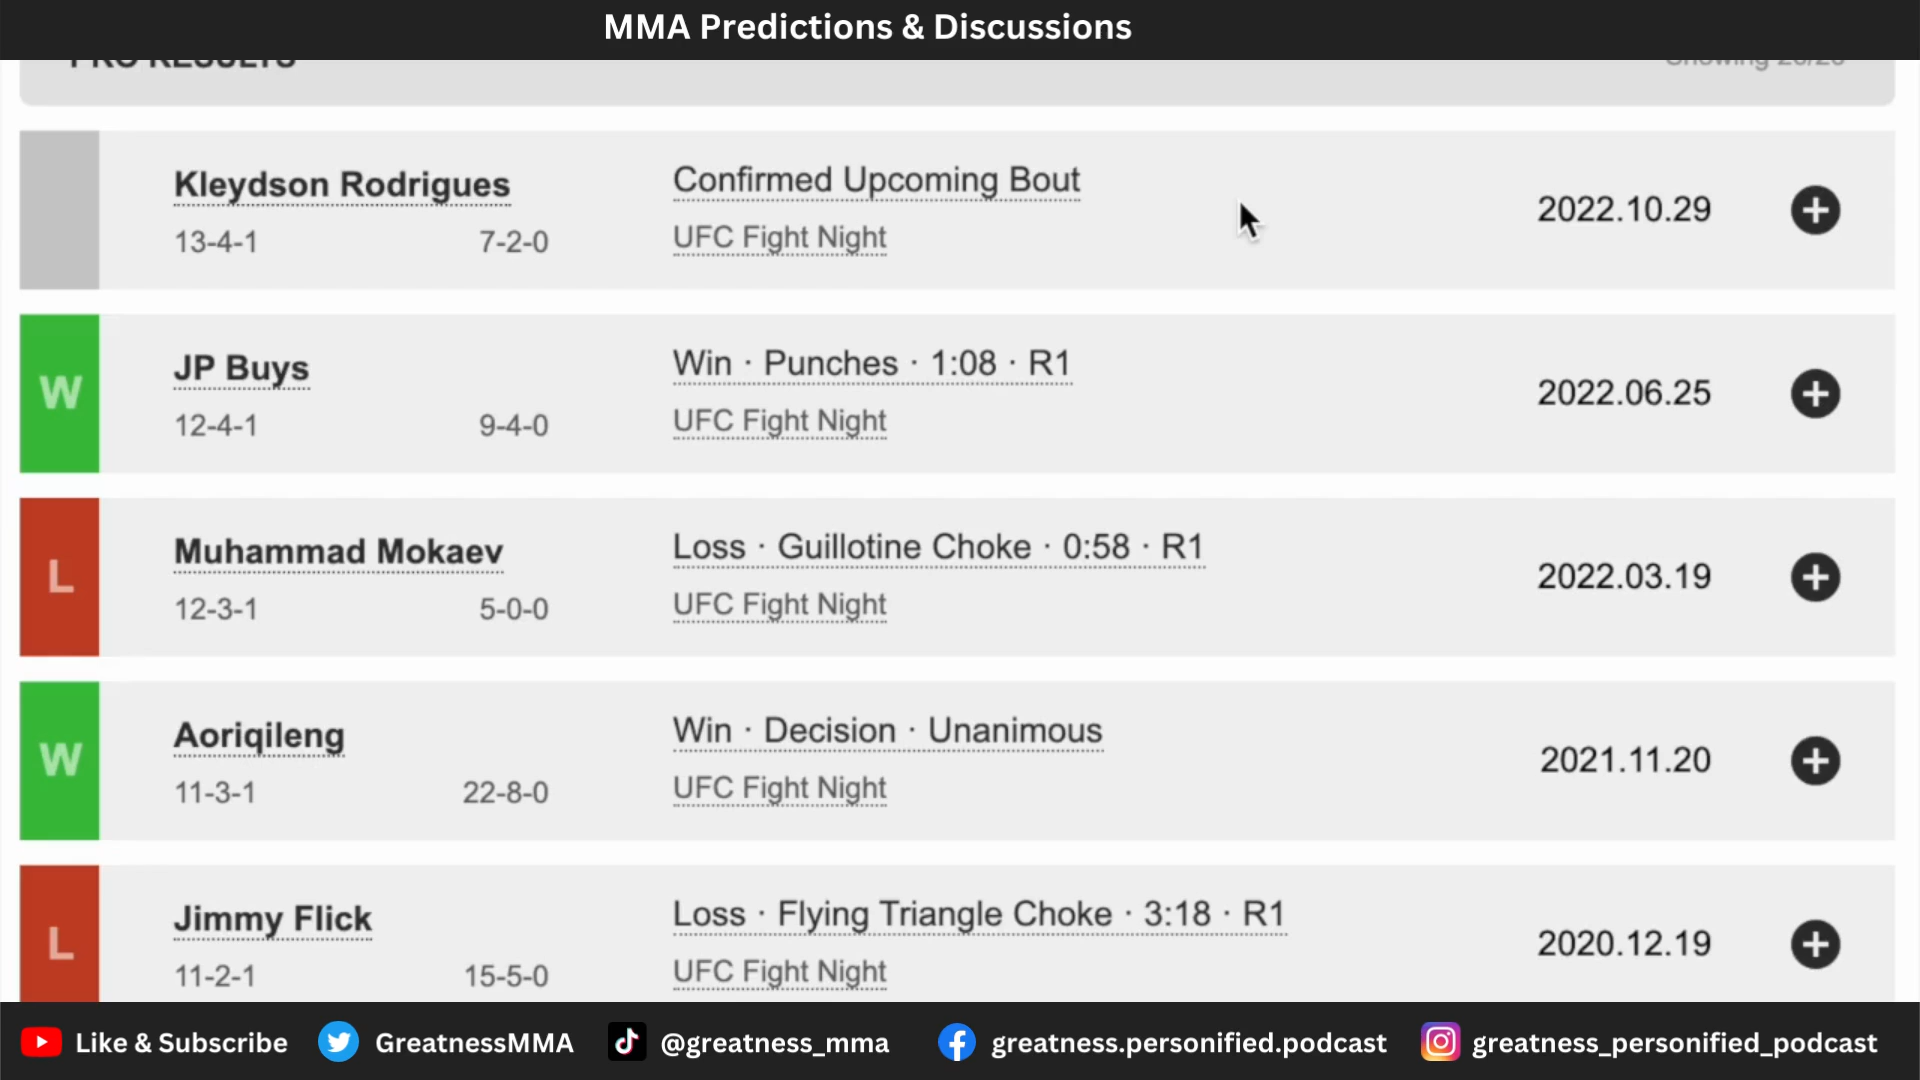 MMA Predictions & Discussions
PRO RESULTS
Kleydson Rodrigues
13-4-1 7-2-0
Confirmed Upcoming Bout
UFC Fight Night
2022.10.29
W
JP Buys
12-4-1 9-4-0
Win · Punches · 1:08 · R1
UFC Fight Night
2022.06.25
L
Muhammad Mokaev
12-3-1 5-0-0
Loss · Guillotine Choke · 0:58 · R1
UFC Fight Night
2022.03.19
W
Aoriqileng
11-3-1 22-8-0
Win · Decision · Unanimous
UFC Fight Night
2021.11.20
L
Jimmy Flick
11-2-1 15-5-0
Loss · Flying Triangle Choke · 3:18 · R1
UFC Fight Night
2020.12.19
Like & Subscribe GreatnessMMA @greatness_mma greatness.personified.podcast greatness_personified_podcast